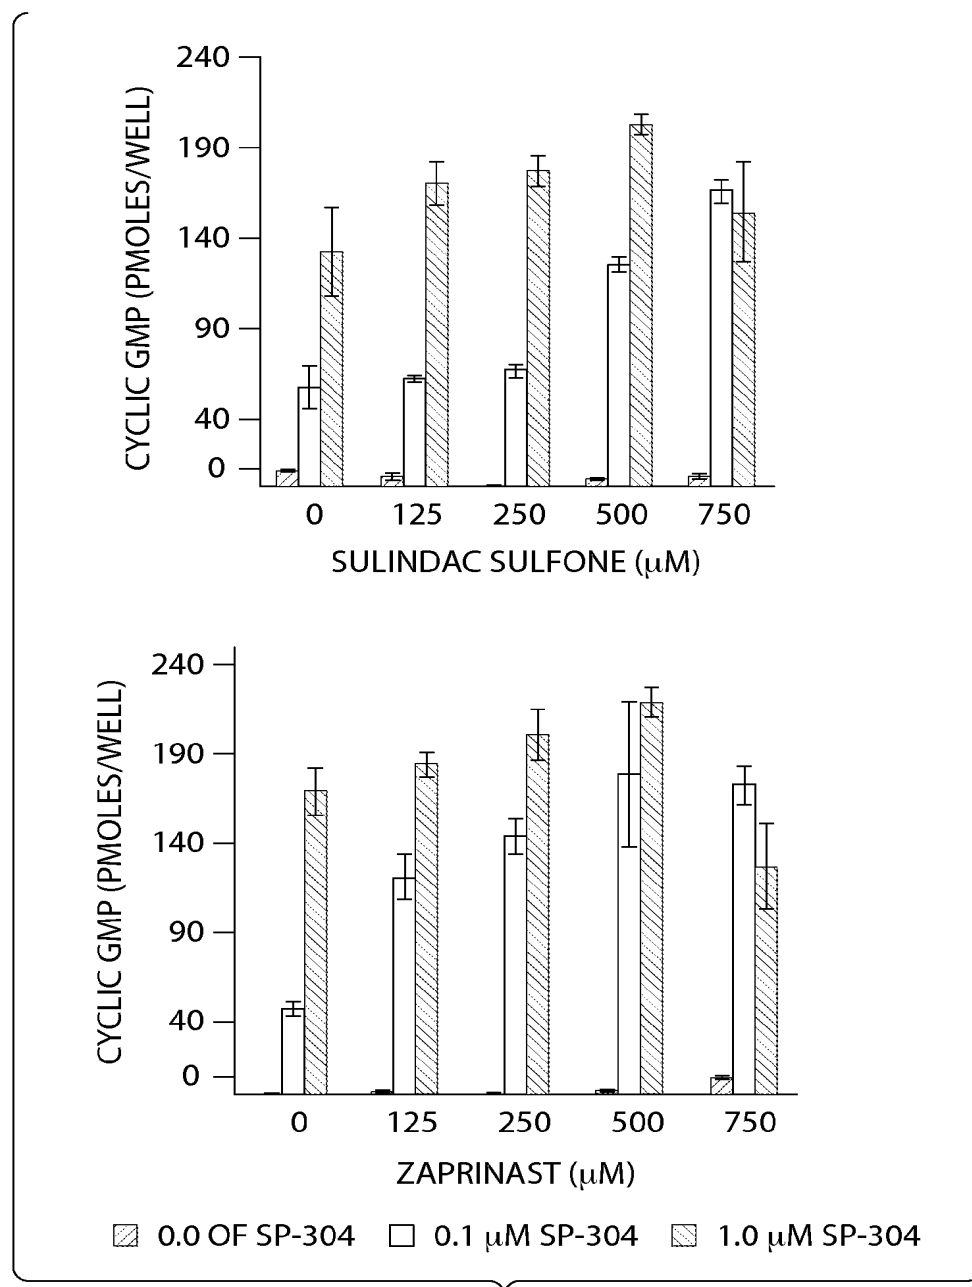 CYCLIC GMP (PMOLES/WELL)
240
190
140
90
40
0
0 125 250 500 750
SULINDAC SULFONE (μM)
CYCLIC GMP (PMOLES/WELL)
240
190
140
90
40
0
0 125 250 500 750
ZAPRINAST (μM)
0.0 OF SP-304 0.1 μM SP-304 1.0 μM SP-304